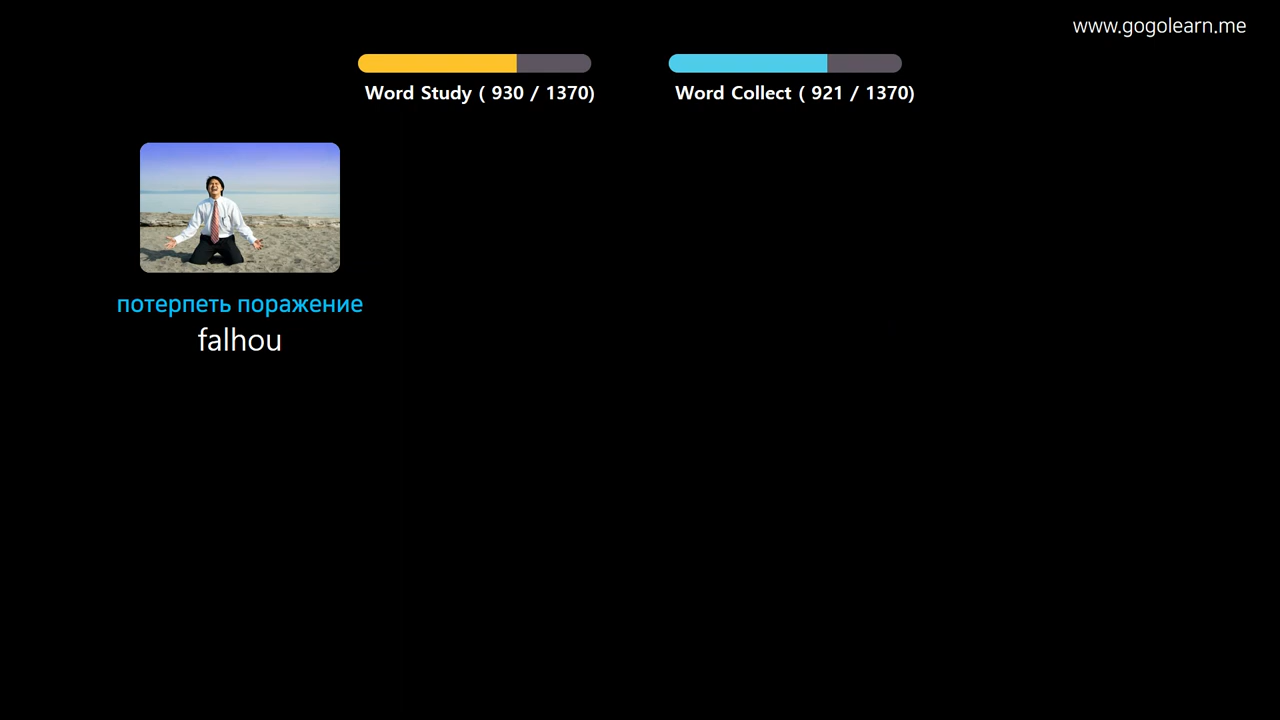 www.gogolearn.me
Word Study ( 930 / 1370)
Word Collect ( 921 / 1370)
потерпеть поражение
falhou